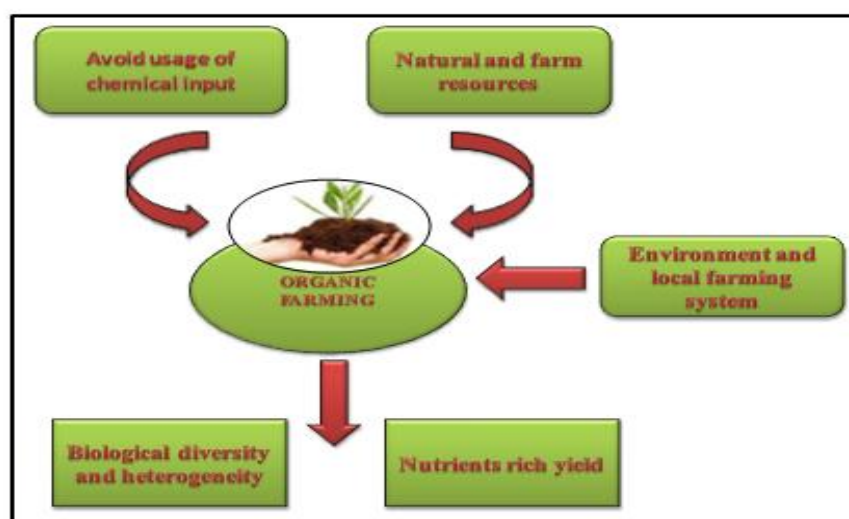 Avoid usage of
chemical input
Natural and farm
resources
ORGANIC
FARMING
Environment and
local farming
system
Biological diversity
and heterogeneity
Nutrients rich yield